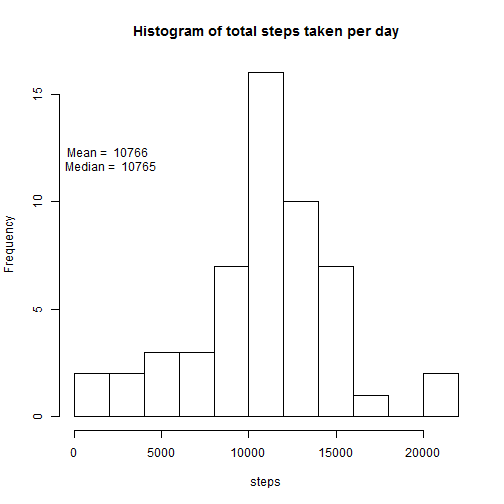 Histogram of total steps taken per day
Mean =  10766
Median =  10765
Frequency
15
10
5
0
0 5000 10000 15000 20000
steps